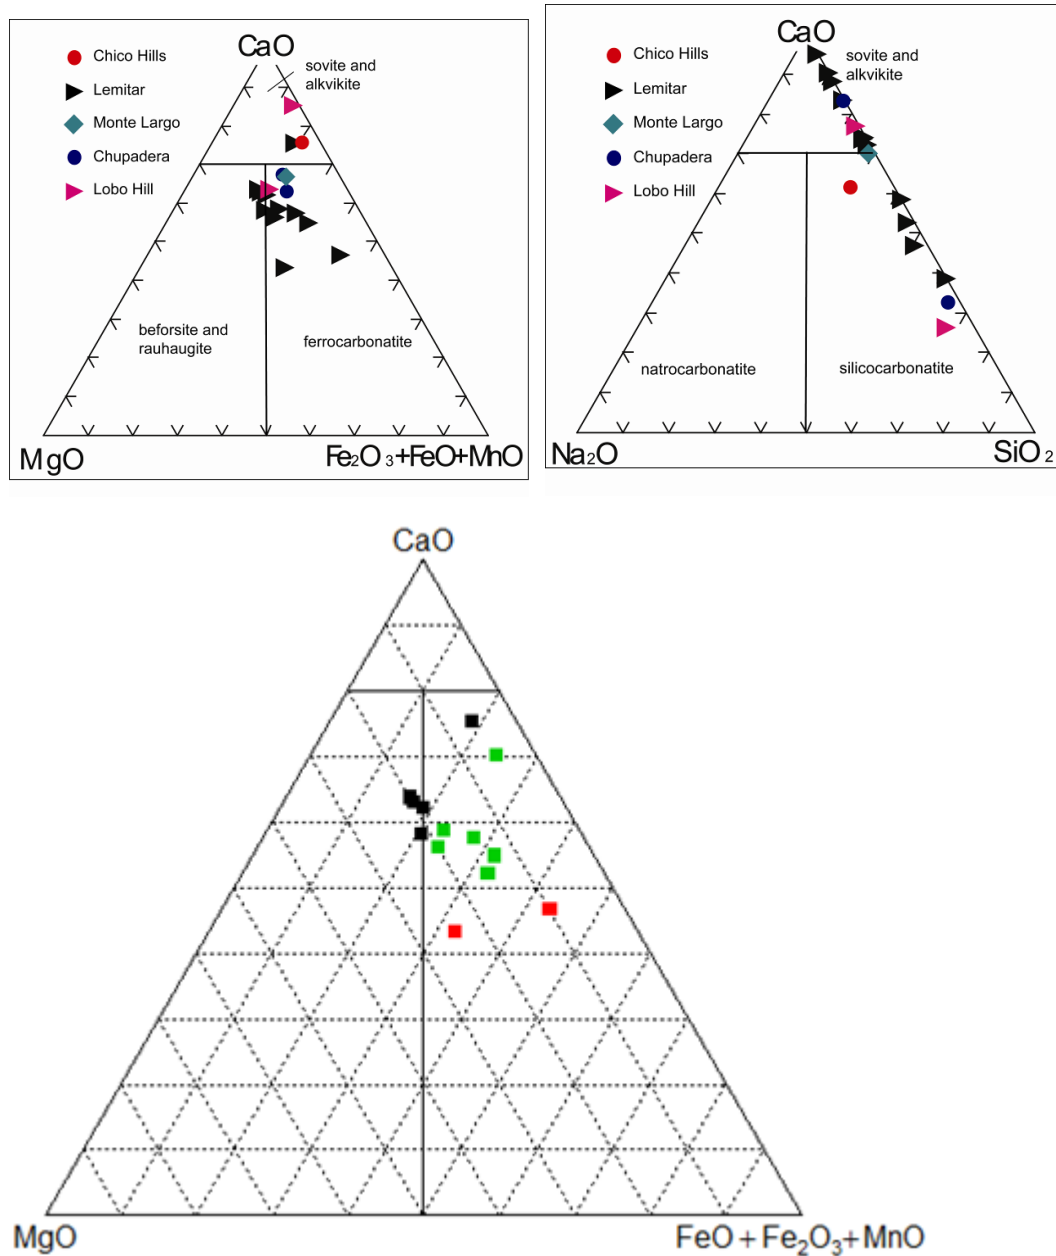 CaO
sovite and
alkvikite
Chico Hills
Lemitar
Monte Largo
Chupadera
Lobo Hill
beforsite and
rauhaugite
ferrocarbonatite
MgO
Fe₂O₃+FeO+MnO
CaO
sovite and
alkvikite
Chico Hills
Lemitar
Monte Largo
Chupadera
Lobo Hill
natrocarbonatite
silicocarbonatite
Na₂O
SiO₂
CaO
MgO
FeO + Fe₂O₃ + MnO